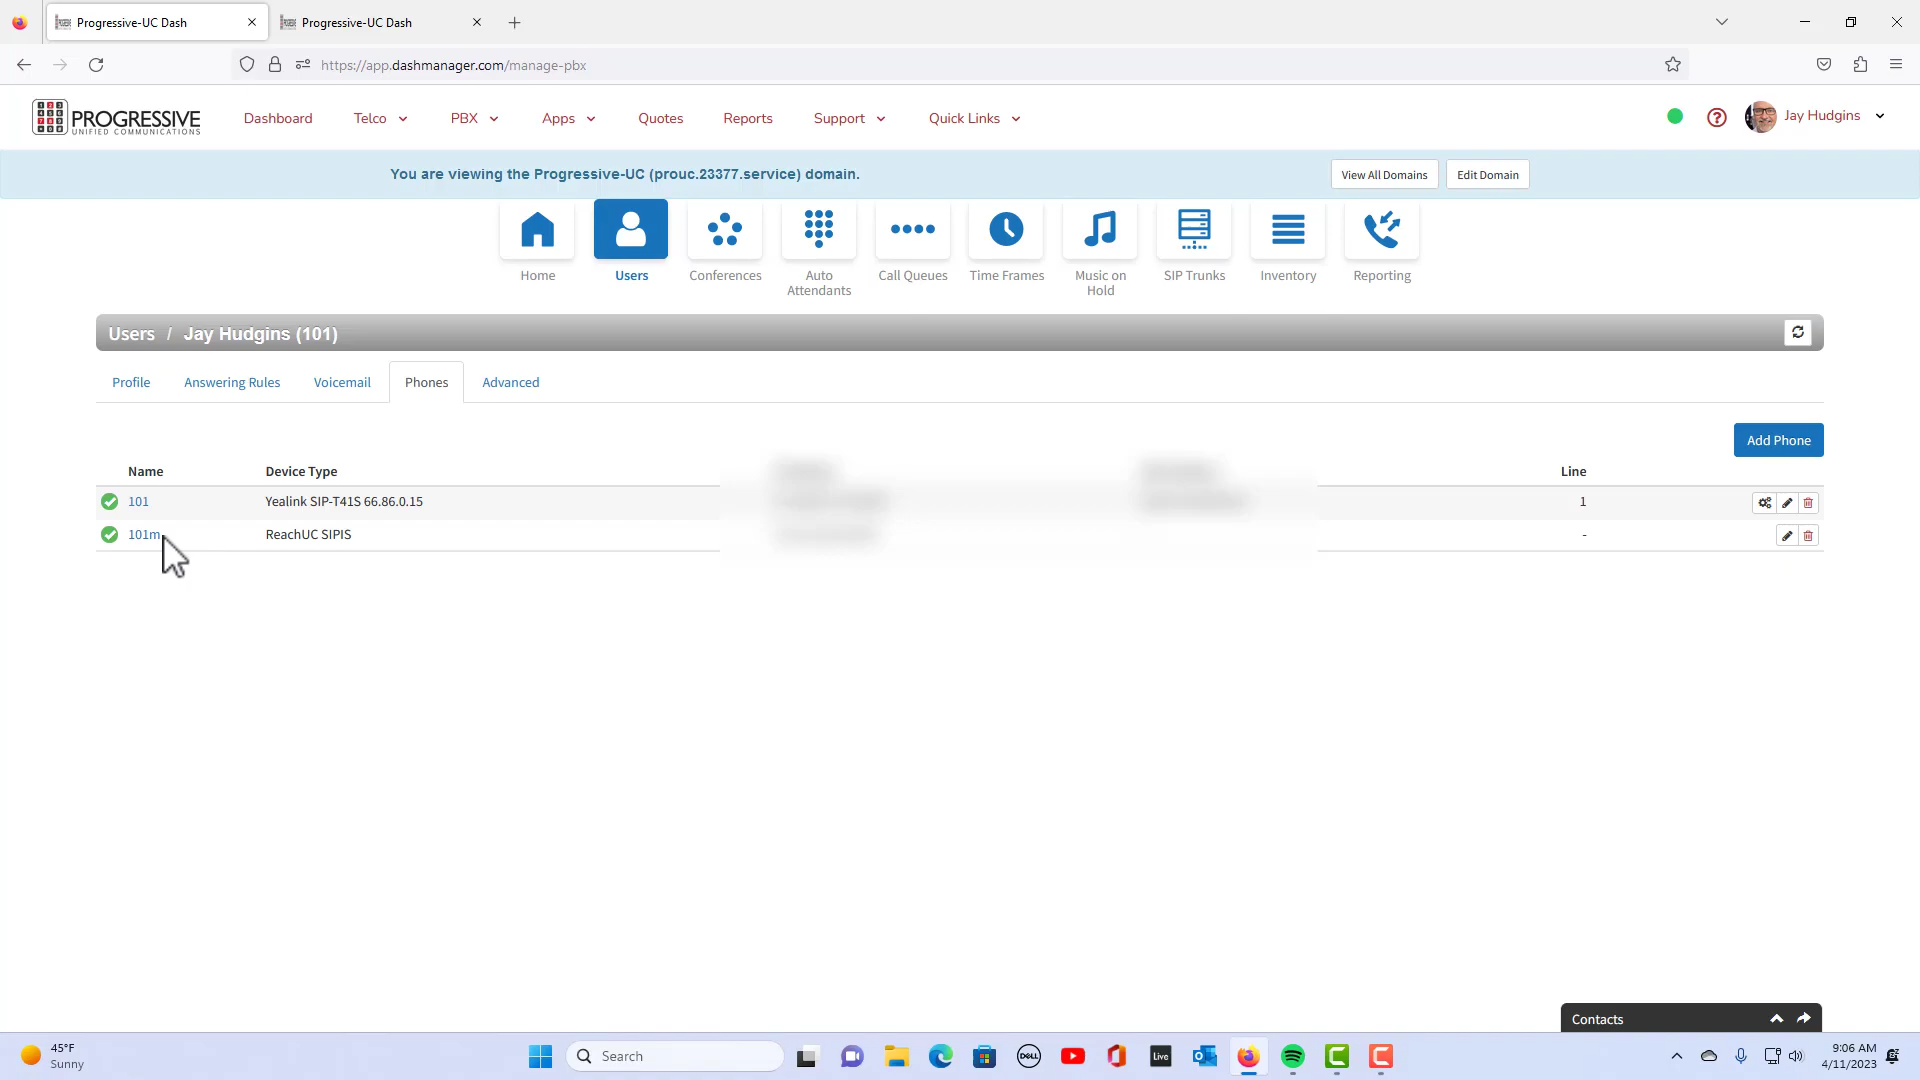 Progressive-UC Dash
Progressive-UC Dash
https://app.dashmanager.com/manage-pbx
PROGRESSIVE
UNIFIED COMMUNICATIONS
Dashboard
Telco
PBX
Apps
Quotes
Reports
Support
Quick Links
Jay Hudgins
You are viewing the Progressive-UC (prouc.23377.service) domain.
View All Domains
Edit Domain
Home
Users
Conferences
Auto
Attendants
Call Queues
Time Frames
Music on
Hold
SIP Trunks
Inventory
Reporting
Users / Jay Hudgins (101)
Profile
Answering Rules
Voicemail
Phones
Advanced
Add Phone
Name Device Type Line
101 Yealink SIP-T41S 66.86.0.15 1
101m ReachUC SIPIS -
Contacts
45°F
Sunny
Search
DELL
Live
9:06 AM
4/11/2023